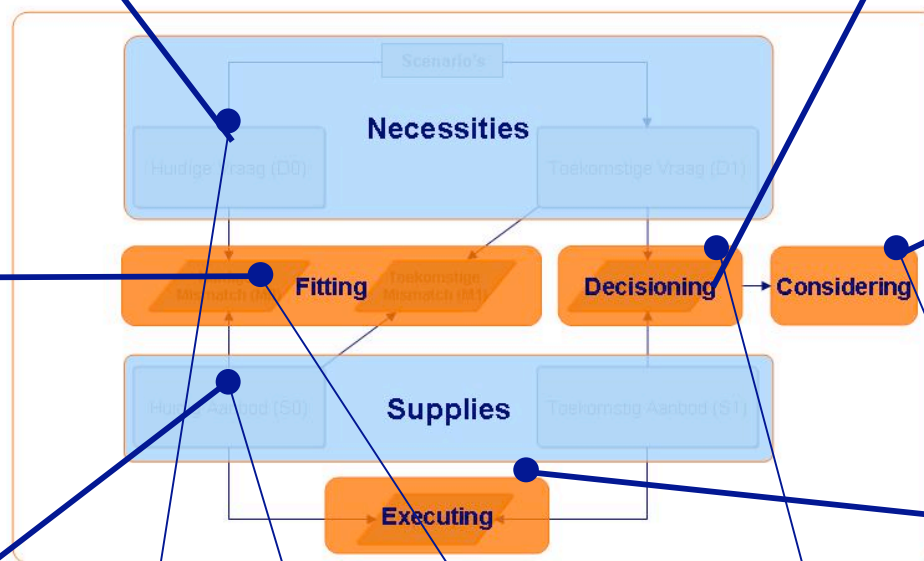 Scenario's
Necessities
Huidige Vraag (D0)
Toekomstige Vraag (D1)
Mismatch (M
Fitting
Toekomstige
Mismatch (M1)
Decisioning
Considering
Huidig Aanbod (S0)
Supplies
Toekomstig Aanbod (S1)
Executing